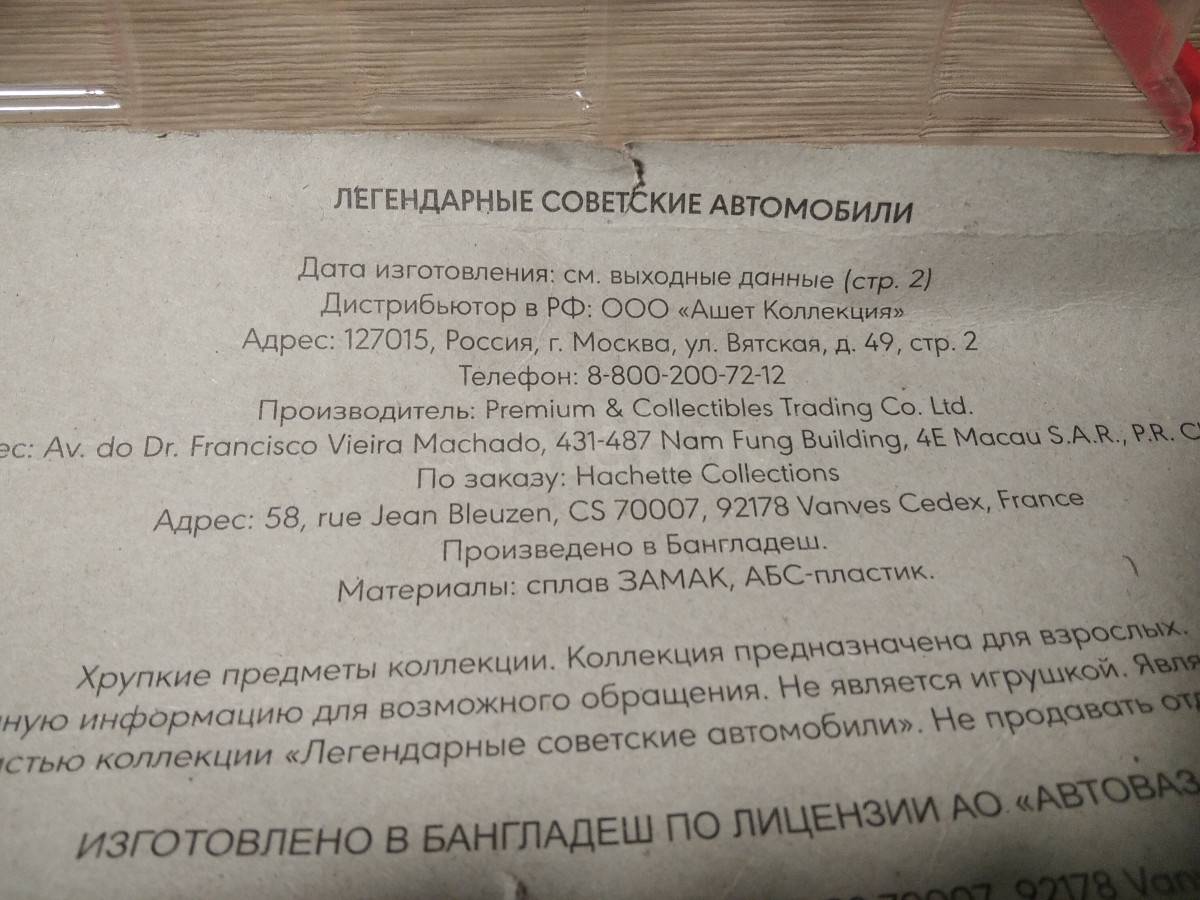 ЛЕГЕНДАРНЫЕ СОВЕТСКИЕ АВТОМОБИЛИ
Дата изготовления: см. выходные данные (стр. 2)
Дистрибьютор в РФ: ООО «Ашет Коллекция»
Адрес: 127015, Россия, г. Москва, ул. Вятская, д. 49, стр. 2
Телефон: 8-800-200-72-12
Производитель: Premium & Collectibles Trading Co. Ltd.
Av. do Dr. Francisco Vieira Machado, 431-487 Nam Fung Building, 4E Macau S.A.R., P.R.
По заказу: Hachette Collections
Адрес: 58, rue Jean Bleuzen, CS 70007, 92178 Vanves Cedex, France
Произведено в Бангладеш.
Материалы: сплав ЗАМАК, АБС-пластик.
Хрупкие предметы коллекции. Коллекция предназначена для взрослых.
информацию для возможного обращения. Не является игрушкой.
коллекции «Легендарные советские автомобили». Не продавать
ИЗГОТОВЛЕНО В БАНГЛАДЕШ ПО ЛИЦЕНЗИИ АО «АВТОВАЗ
70007, 92178